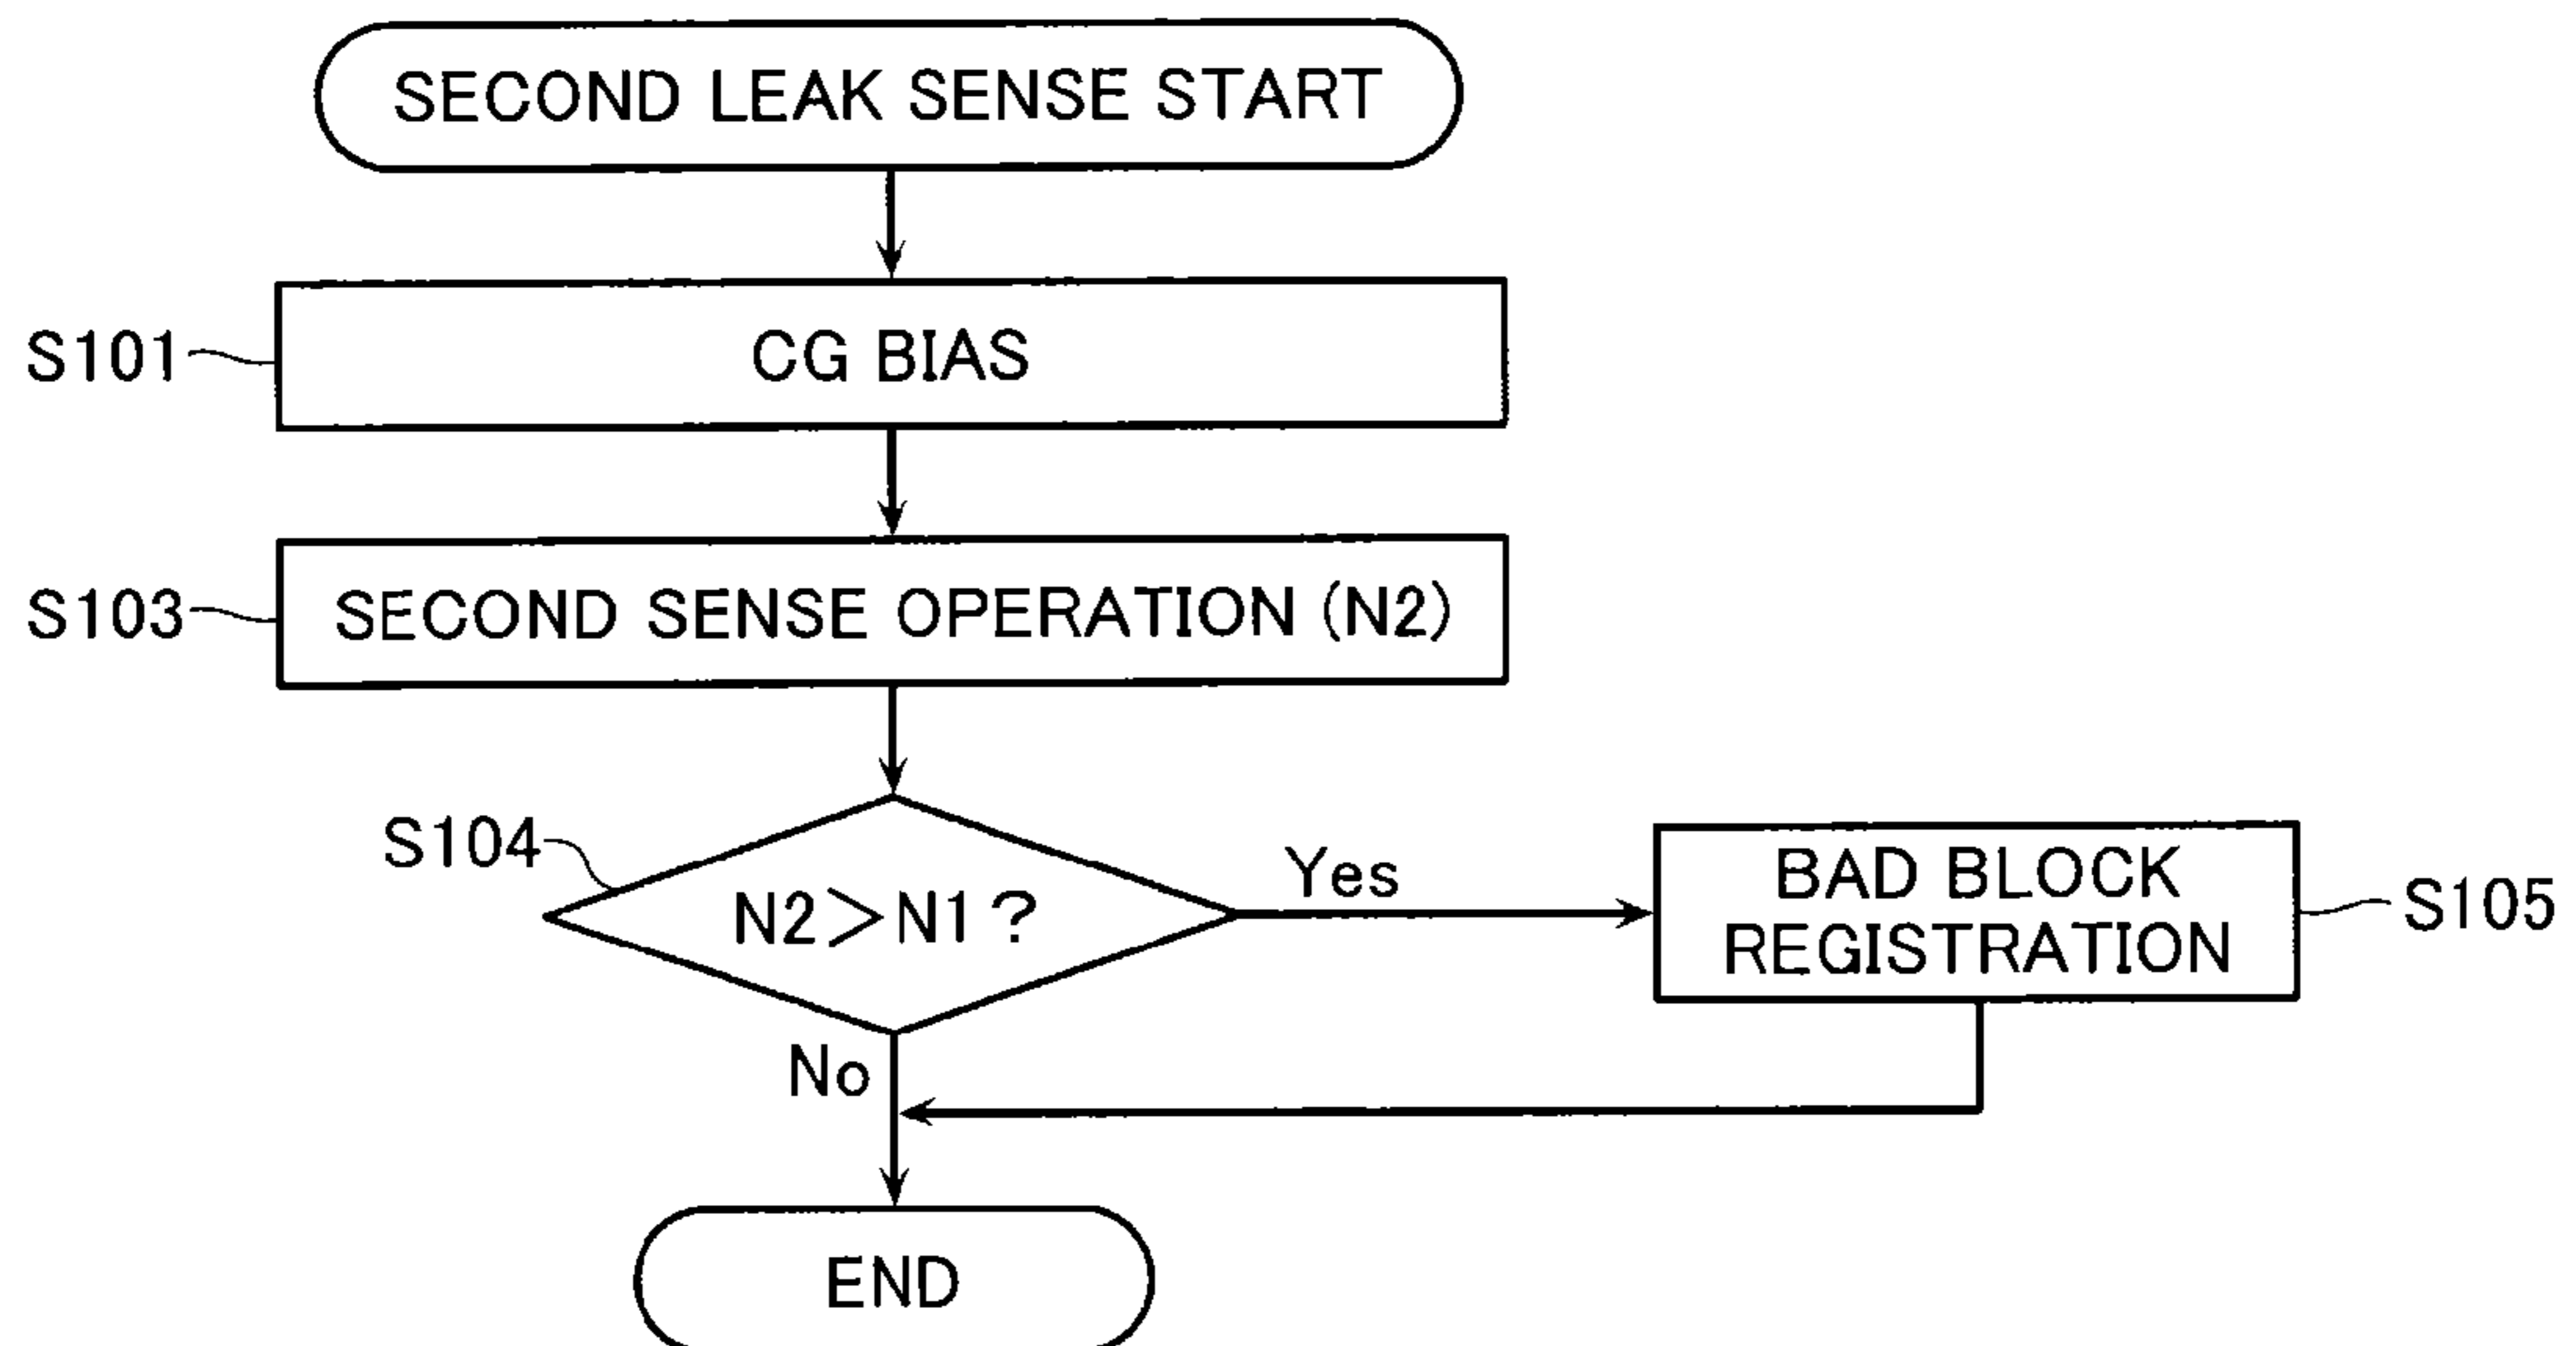 SECOND LEAK SENSE START
S101
CG BIAS
S103
SECOND SENSE OPERATION (N2)
S104
N2>N1?
Yes
BAD BLOCK
REGISTRATION
S105
No
END